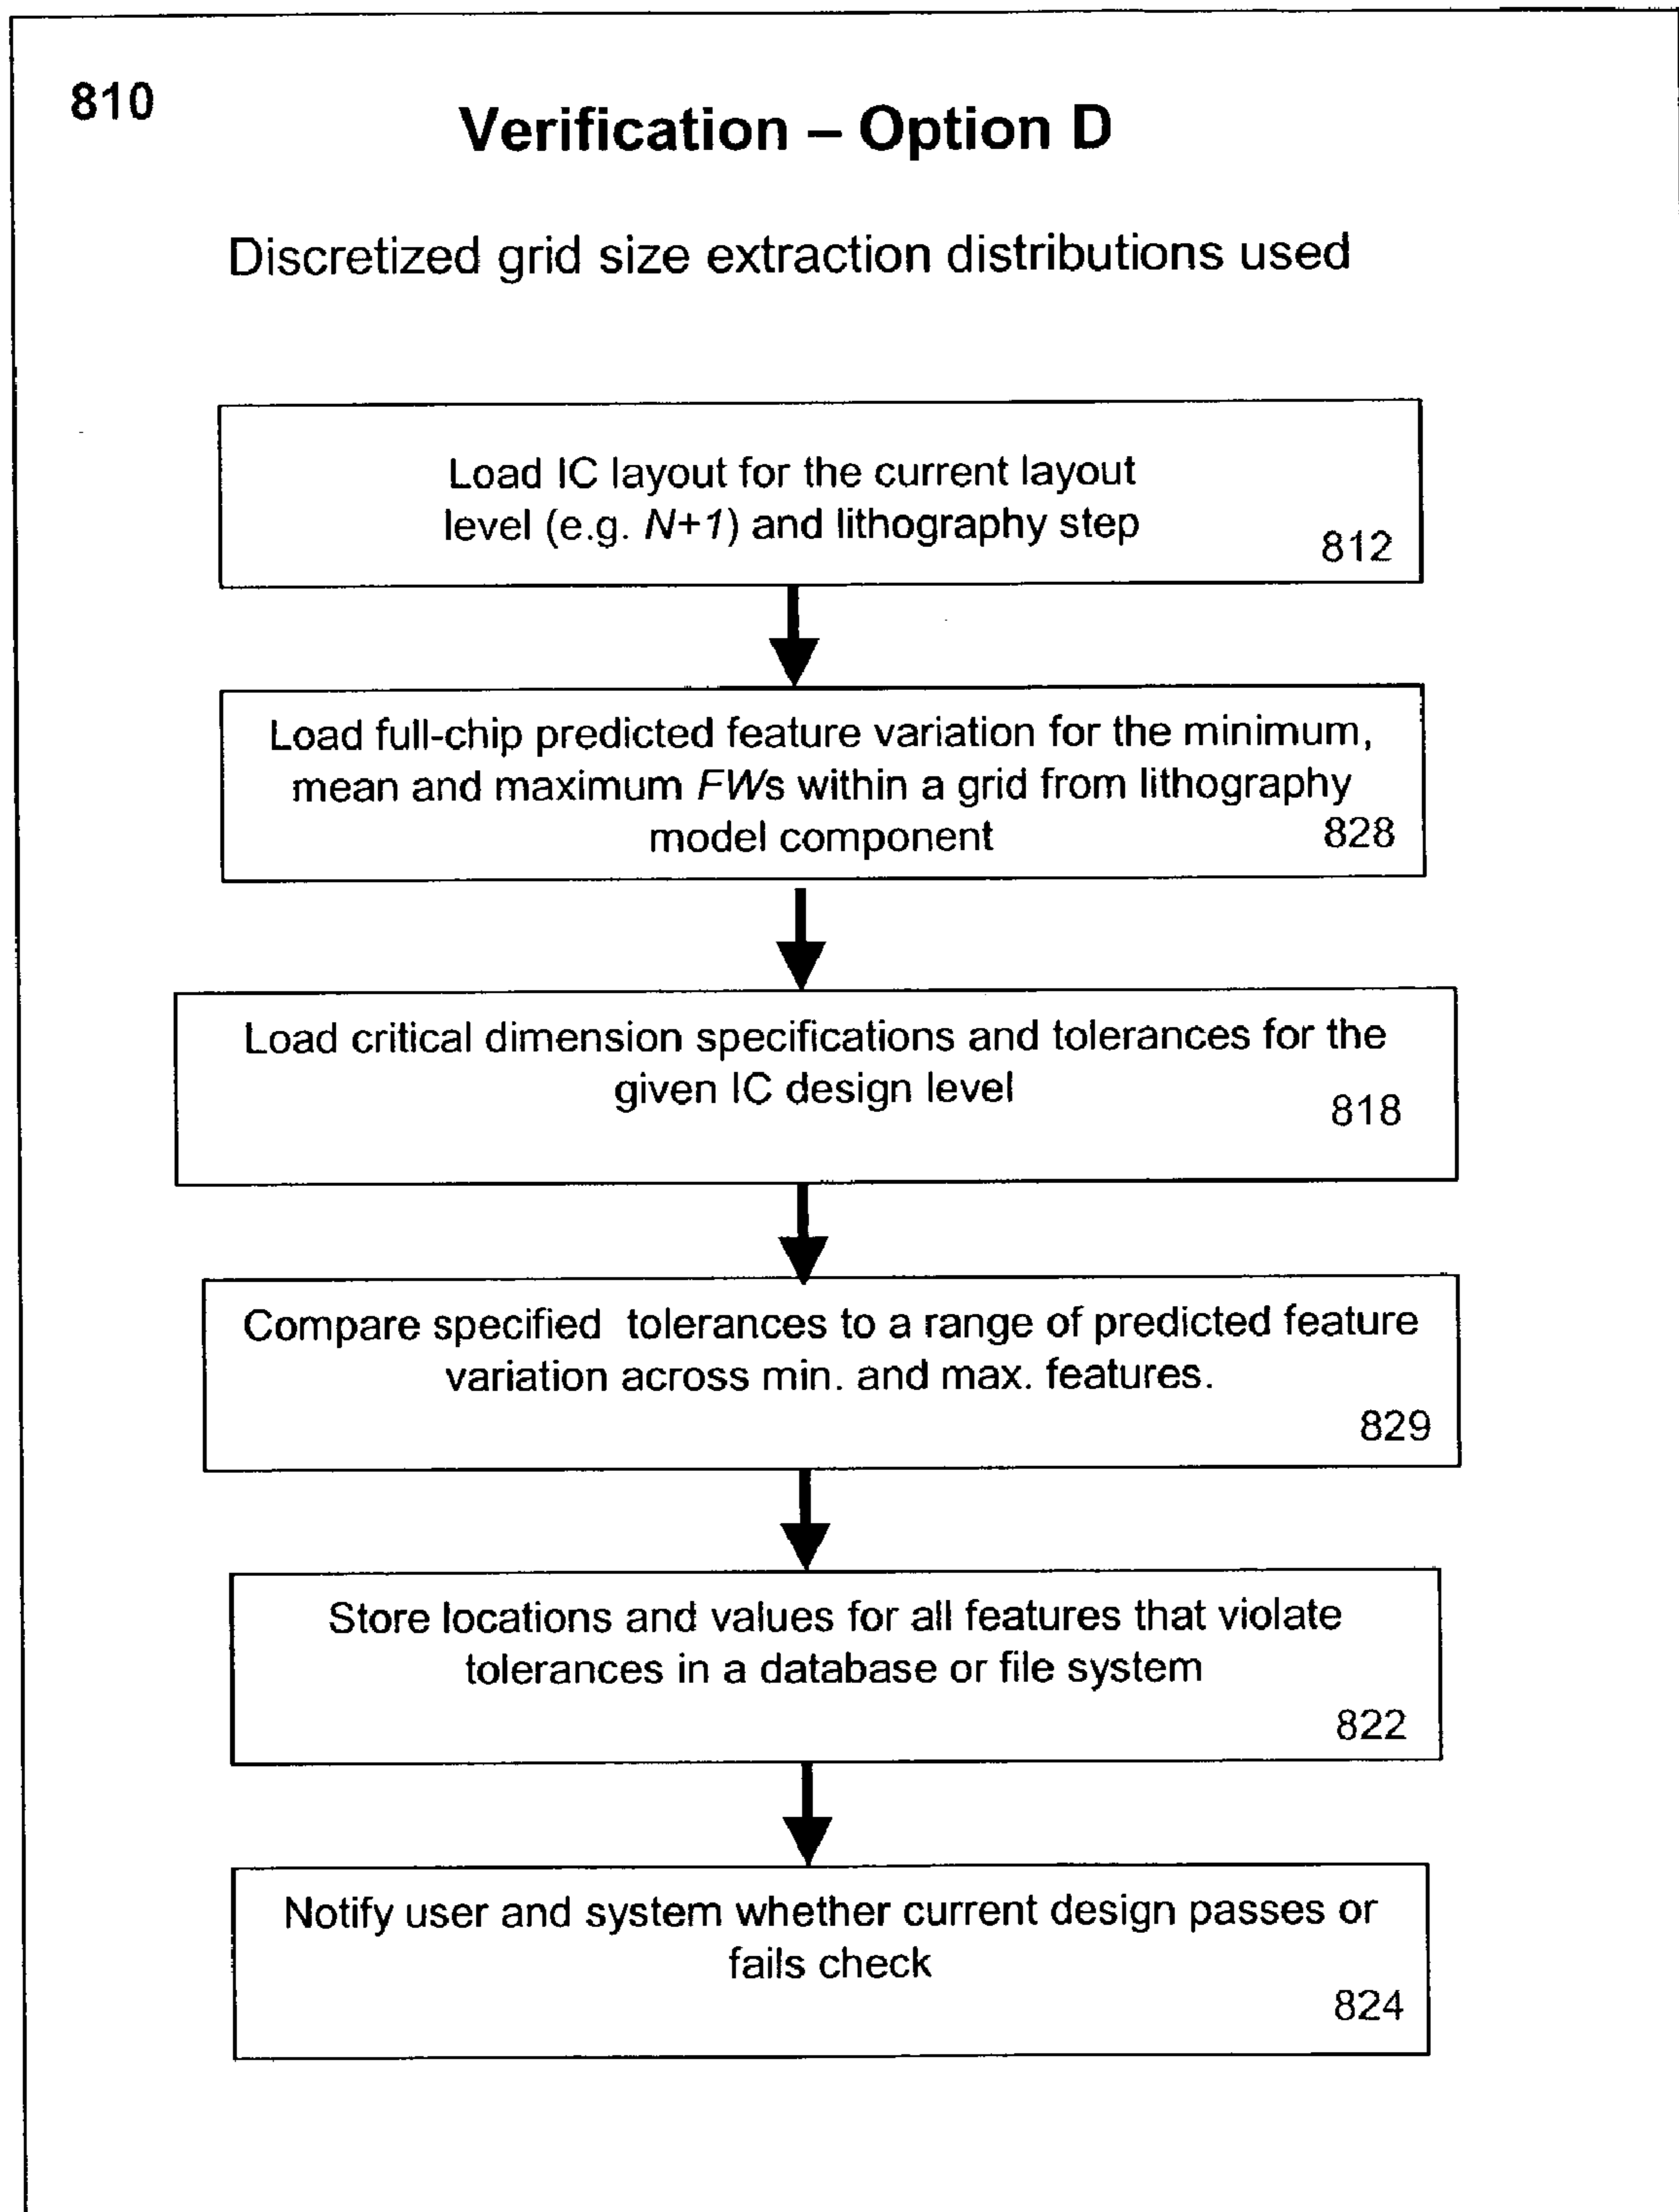 810
Verification – Option D
Discretized grid size extraction distributions used
Load IC layout for the current layout
level (e.g. N+1) and lithography step
812
Load full-chip predicted feature variation for the minimum,
mean and maximum FWs within a grid from lithography
model component
828
Load critical dimension specifications and tolerances for the
given IC design level
818
Compare specified tolerances to a range of predicted feature
variation across min. and max. features.
829
Store locations and values for all features that violate
tolerances in a database or file system
822
Notify user and system whether current design passes or
fails check
824